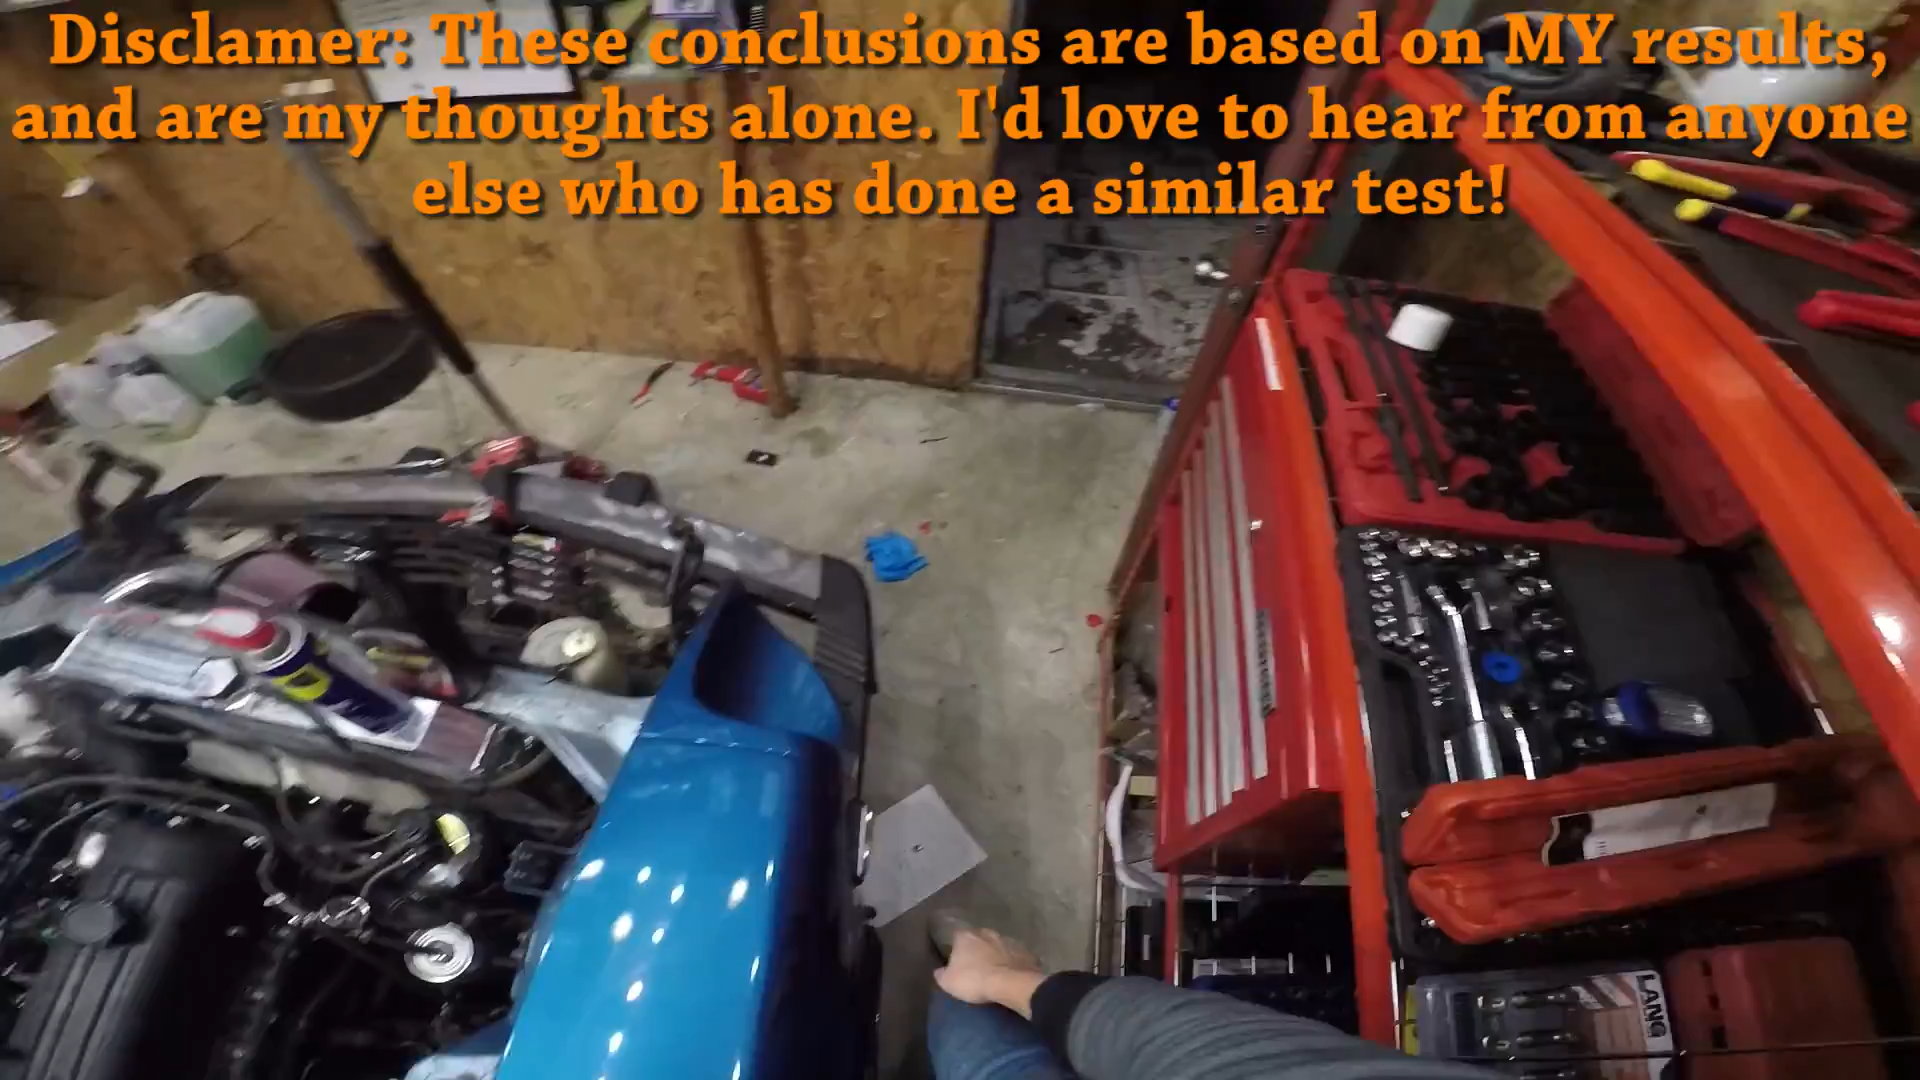 Disclamer: These conclusions are based on MY results,
and are my thoughts alone. I'd love to hear from anyone
else who has done a similar test!
LANG